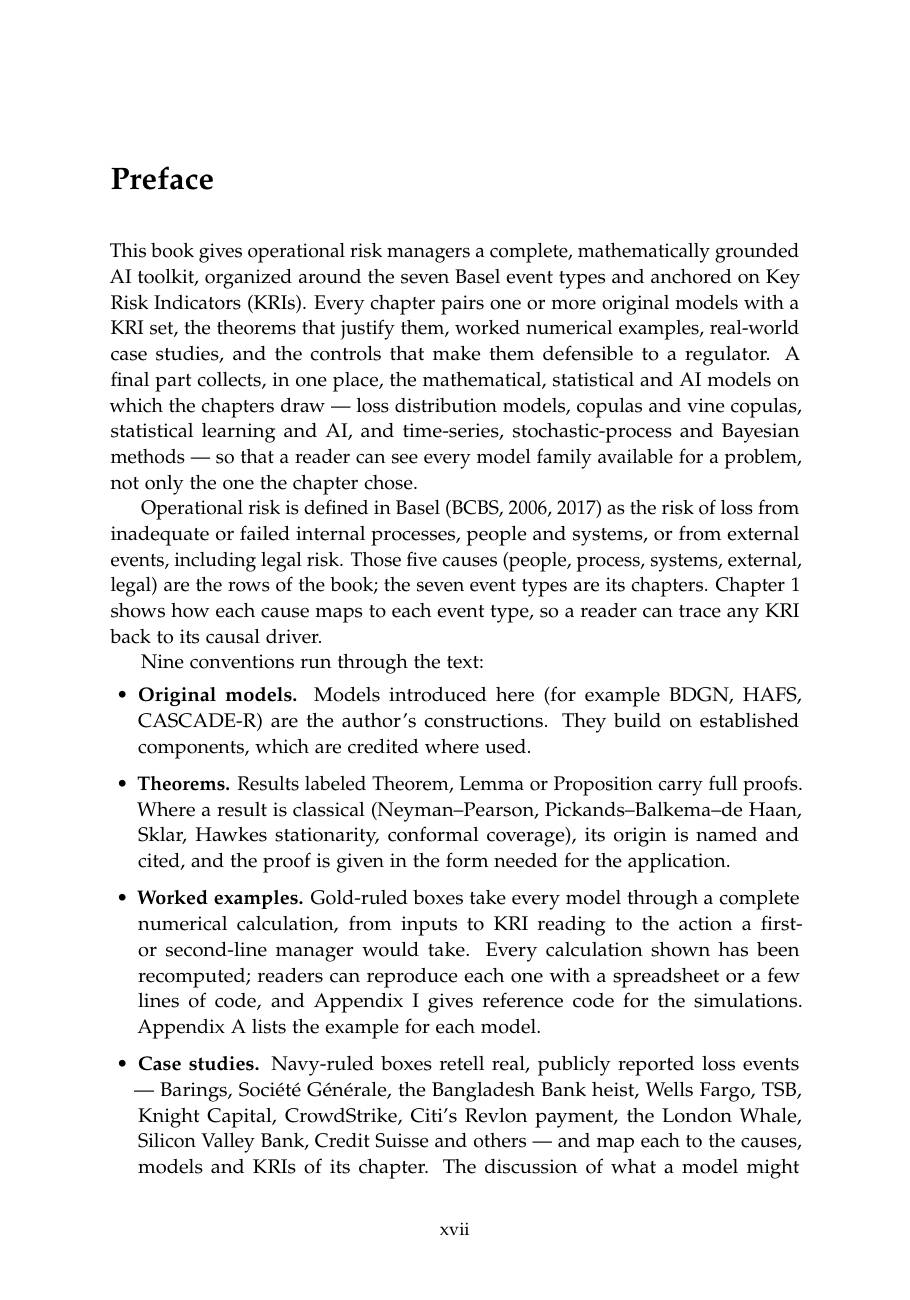 Preface
This book gives operational risk managers a complete, mathematically grounded
AI toolkit, organized around the seven Basel event types and anchored on Key
Risk Indicators (KRIs). Every chapter pairs one or more original models with a
KRI set, the theorems that justify them, worked numerical examples, real-world
case studies, and the controls that make them defensible to a regulator. A
final part collects, in one place, the mathematical, statistical and AI models on
which the chapters draw — loss distribution models, copulas and vine copulas,
statistical learning and AI, and time-series, stochastic-process and Bayesian
methods — so that a reader can see every model family available for a problem,
not only the one the chapter chose.
Operational risk is defined in Basel (BCBS, 2006, 2017) as the risk of loss from
inadequate or failed internal processes, people and systems, or from external
events, including legal risk. Those five causes (people, process, systems, external,
legal) are the rows of the book; the seven event types are its chapters. Chapter 1
shows how each cause maps to each event type, so a reader can trace any KRI
back to its causal driver.
Nine conventions run through the text:
• Original models. Models introduced here (for example BDGN, HAFS,
CASCADE-R) are the author's constructions. They build on established
components, which are credited where used.
• Theorems. Results labeled Theorem, Lemma or Proposition carry full proofs.
Where a result is classical (Neyman–Pearson, Pickands–Balkema–de Haan,
Sklar, Hawkes stationarity, conformal coverage), its origin is named and
cited, and the proof is given in the form needed for the application.
• Worked examples. Gold-ruled boxes take every model through a complete
numerical calculation, from inputs to KRI reading to the action a first-
or second-line manager would take. Every calculation shown has been
recomputed; readers can reproduce each one with a spreadsheet or a few
lines of code, and Appendix I gives reference code for the simulations.
Appendix A lists the example for each model.
• Case studies. Navy-ruled boxes retell real, publicly reported loss events
— Barings, Société Générale, the Bangladesh Bank heist, Wells Fargo, TSB,
Knight Capital, CrowdStrike, Citi's Revlon payment, the London Whale,
Silicon Valley Bank, Credit Suisse and others — and map each to the causes,
models and KRIs of its chapter. The discussion of what a model might
xvii